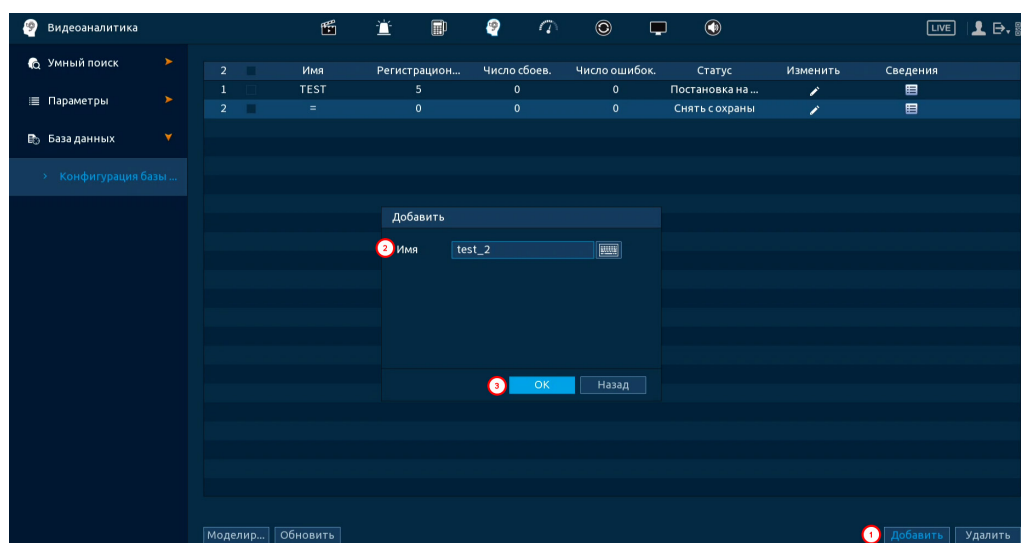 Видеоаналитика LIVE
Умный поиск
Параметры
База данных
Конфигурация базы ...
2 Имя Регистрацион... Число сбоев. Число ошибок. Статус Изменить Сведения
1 TEST 5 0 0 Постановка на ...
2 = 0 0 Снять с охраны
Добавить
2 Имя test_2
3 OK Назад
Моделир... Обновить 1 Добавить Удалить